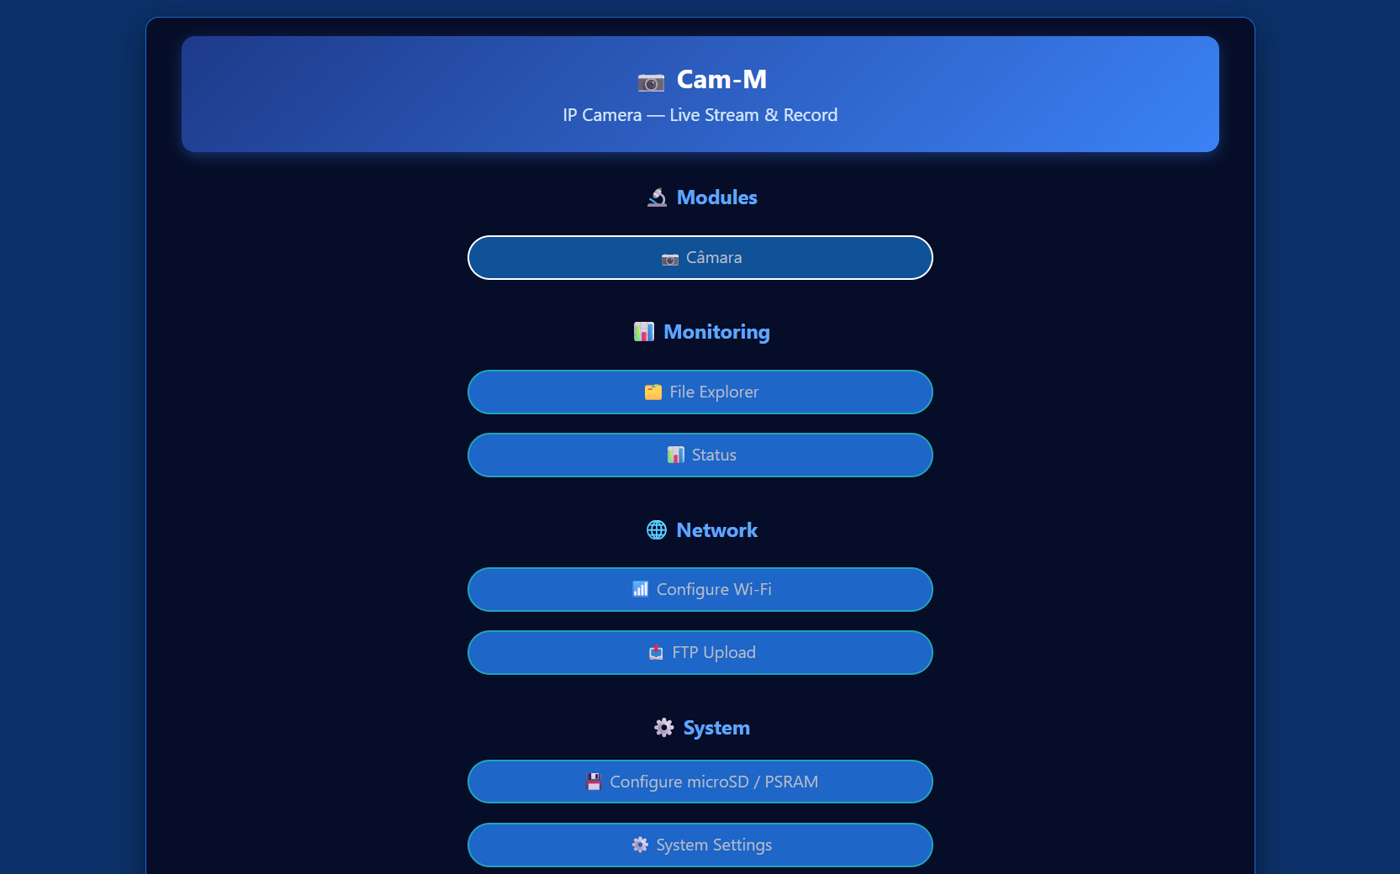 Cam-M
IP Camera — Live Stream & Record
Modules
Câmara
Monitoring
File Explorer
Status
Network
Configure Wi-Fi
FTP Upload
System
Configure microSD / PSRAM
System Settings